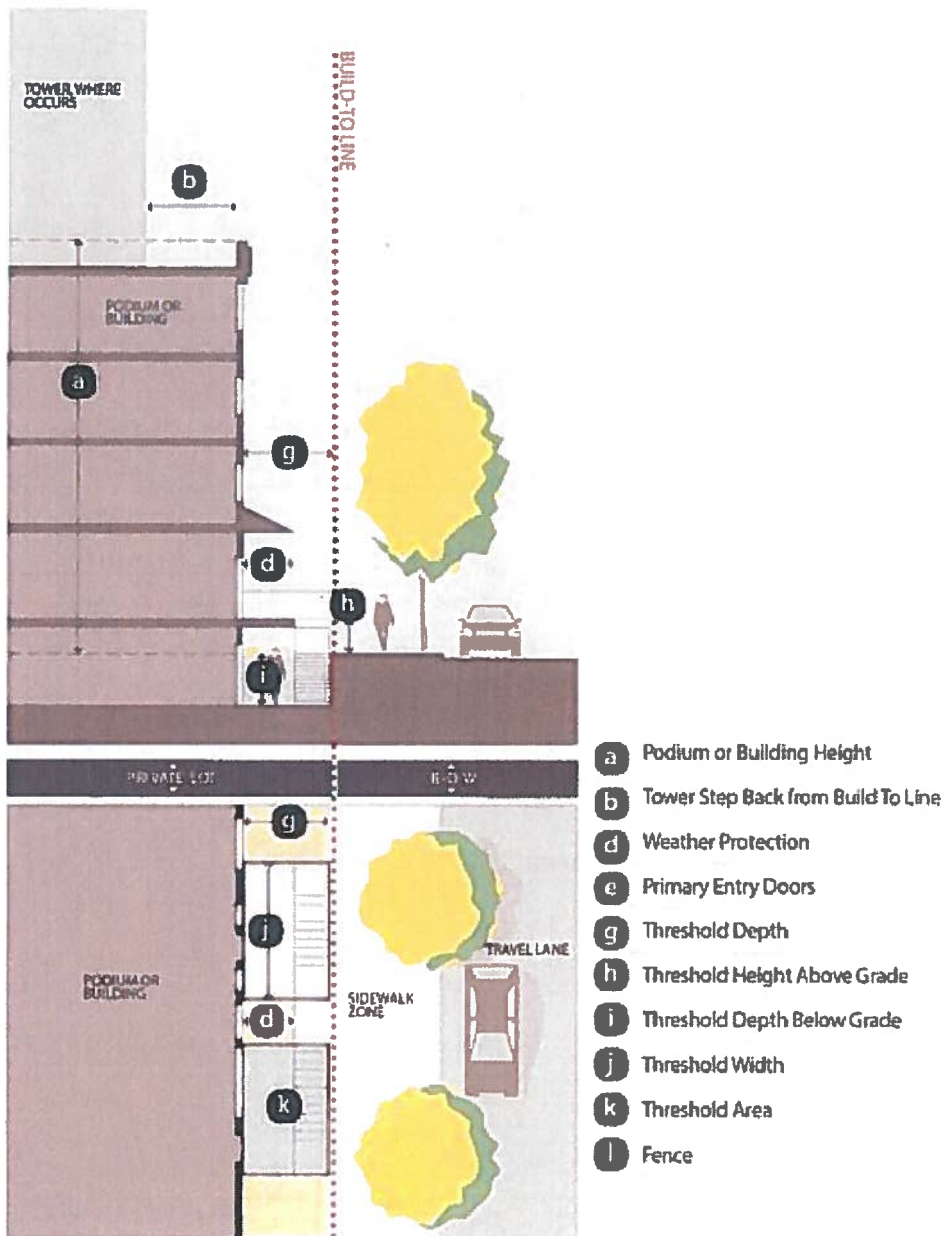 TOWER, WHERE
OCCURS
BUILD-TO LINE
b
PODIUM OR
BUILDING
a
g
d
h
i
PRIVATE LOT
R-O-W
g
j
TRAVEL LANE
PODIUM OR
BUILDING
SIDEWALK
ZONE
d
k
a Podium or Building Height
b Tower Step Back from Build To Line
d Weather Protection
e Primary Entry Doors
g Threshold Depth
h Threshold Height Above Grade
i Threshold Depth Below Grade
j Threshold Width
k Threshold Area
l Fence